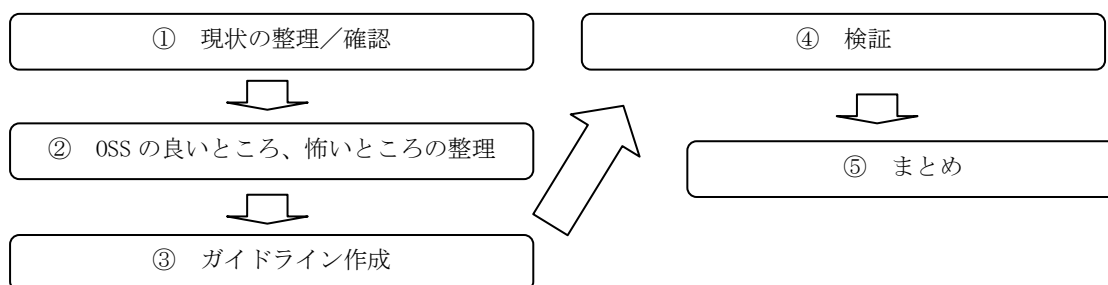 ① 現状の整理／確認
② OSS の良いところ、怖いところの整理
③ ガイドライン作成
④ 検証
⑤ まとめ